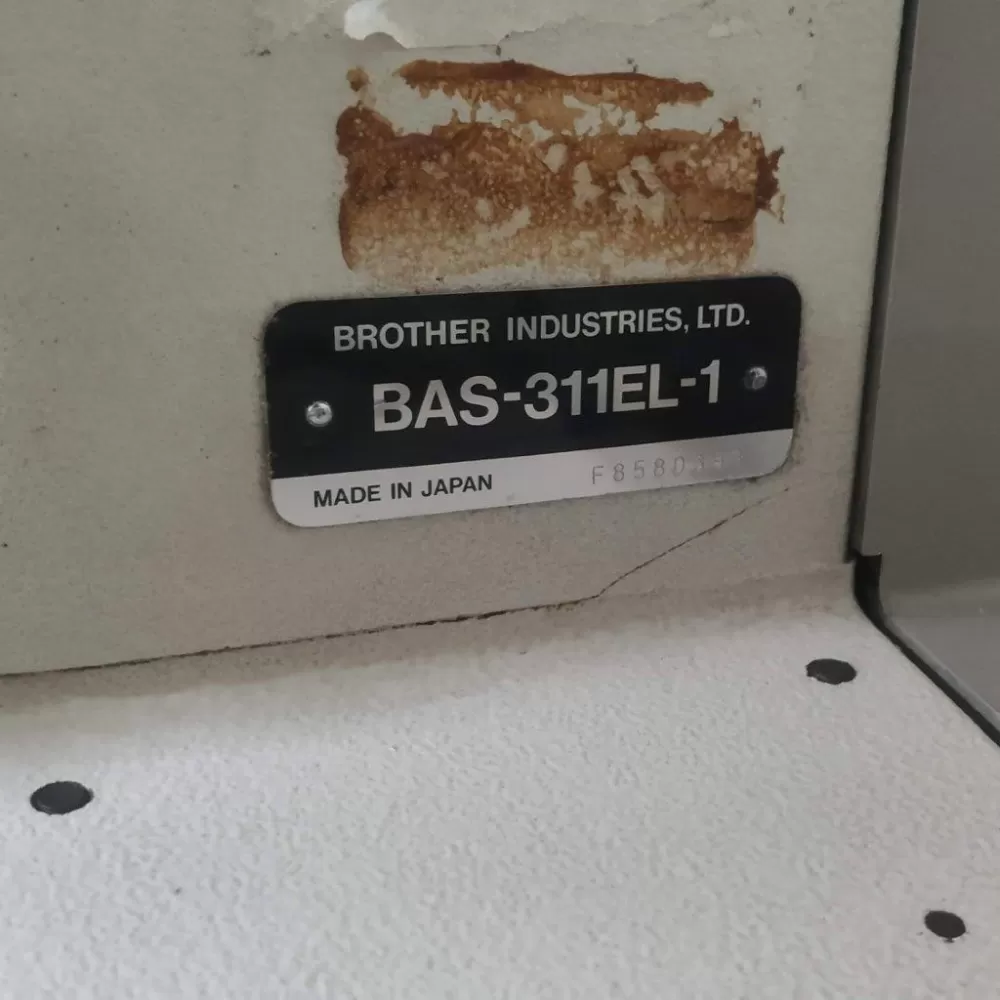 BROTHER INDUSTRIES, LTD.
BAS-311EL-1
MADE IN JAPAN